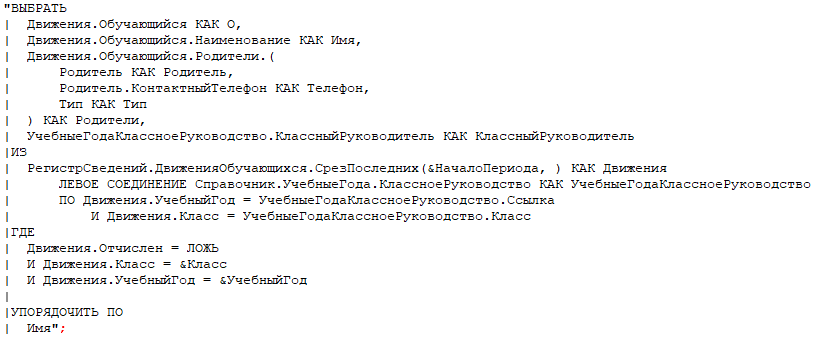 "ВЫБРАТЬ
|  Движения.Обучающийся КАК О,
|  Движения.Обучающийся.Наименование КАК Имя,
|  Движения.Обучающийся.Родители.(
|      Родитель КАК Родитель,
|      Родитель.КонтактныйТелефон КАК Телефон,
|      Тип КАК Тип
|  ) КАК Родители,
|  УчебныеГодаКлассноеРуководство.КлассныйРуководитель КАК КлассныйРуководитель
|ИЗ
|  РегистрСведений.ДвиженияОбучающихся.СрезПоследних(&НачалоПериода, ) КАК Движения
|      ЛЕВОЕ СОЕДИНЕНИЕ Справочник.УчебныеГода.КлассноеРуководство КАК УчебныеГодаКлассноеРуководство
|      ПО Движения.УчебныйГод = УчебныеГодаКлассноеРуководство.Ссылка
|          И Движения.Класс = УчебныеГодаКлассноеРуководство.Класс
|ГДЕ
|  Движения.Отчислен = ЛОЖЬ
|  И Движения.Класс = &Класс
|  И Движения.УчебныйГод = &УчебныйГод
|
|УПОРЯДОЧИТЬ ПО
|  Имя";